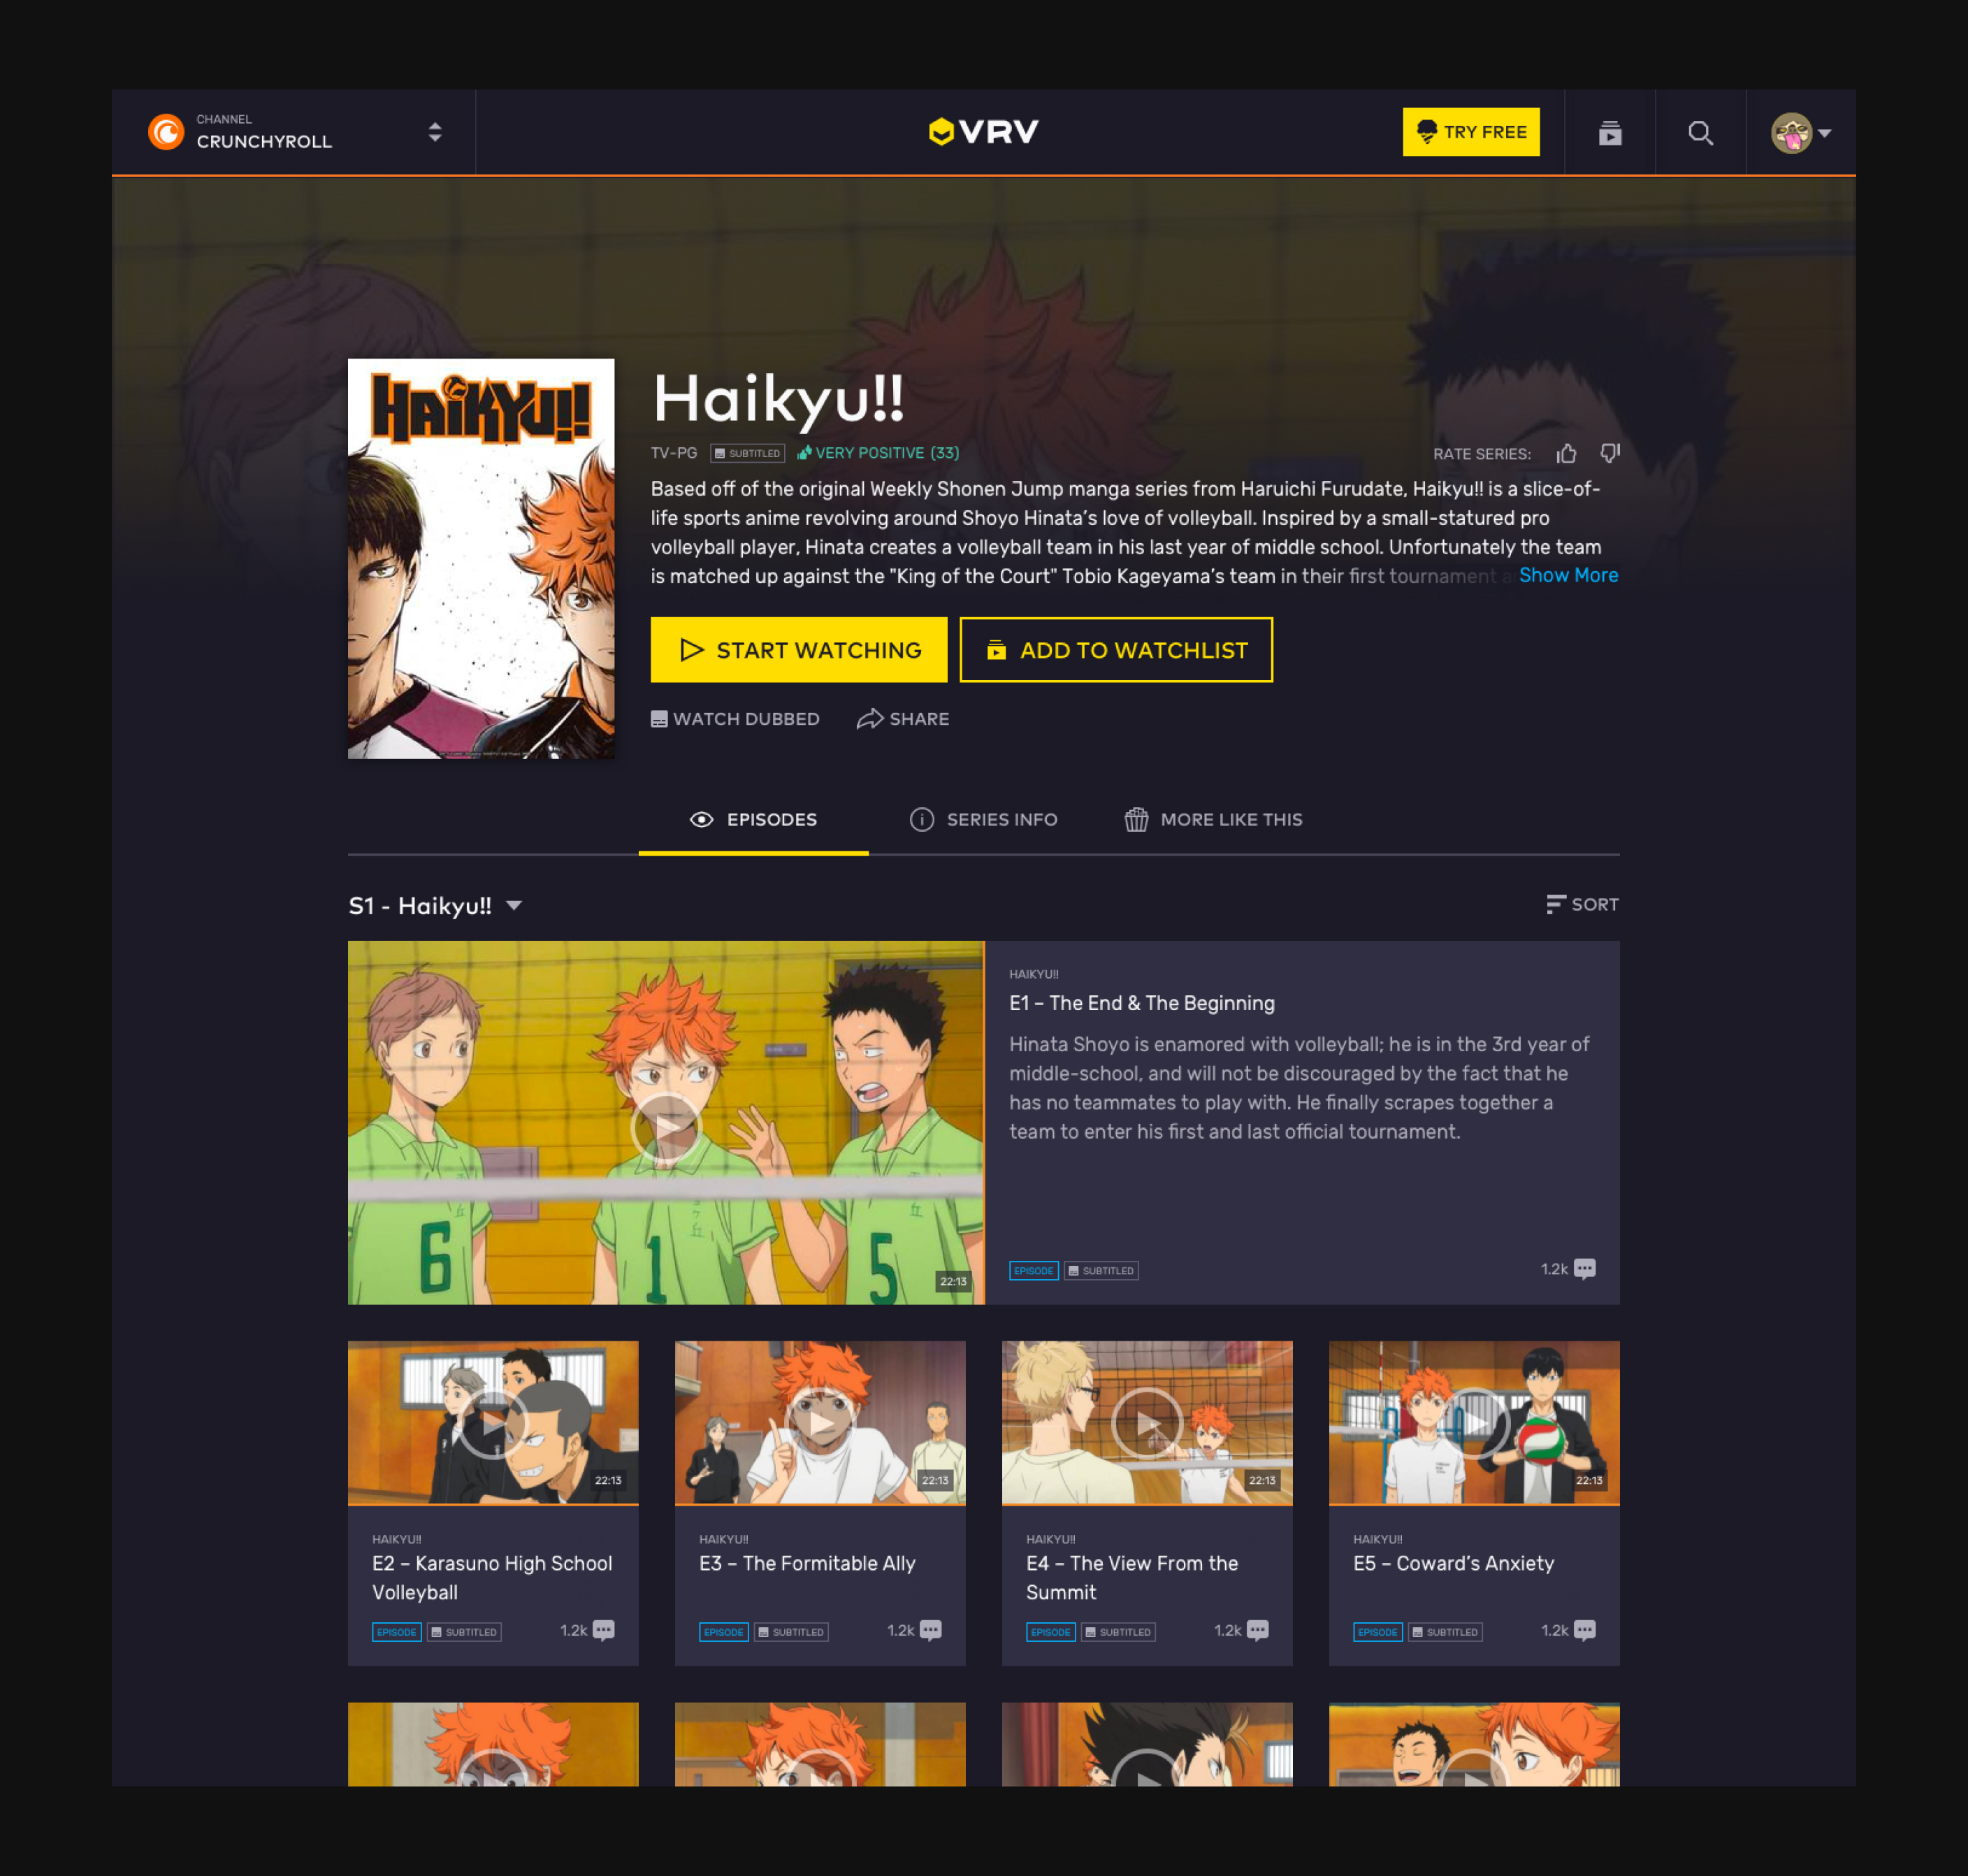 CHANNEL
CRUNCHYROLL
VRV
TRY FREE
HAIKYU!!
Haikyu!!
TV-PG SUBTITLED VERY POSITIVE (33)
RATE SERIES:
Based off of the original Weekly Shonen Jump manga series from Haruichi Furudate, Haikyu!! is a slice-of-
life sports anime revolving around Shoyo Hinata's love of volleyball. Inspired by a small-statured pro
volleyball player, Hinata creates a volleyball team in his last year of middle school. Unfortunately the team
is matched up against the "King of the Court" Tobio Kageyama's team in their first tournament a Show More
START WATCHING
ADD TO WATCHLIST
WATCH DUBBED
SHARE
EPISODES
SERIES INFO
MORE LIKE THIS
S1 - Haikyu!!
SORT
6
1
5
22:13
HAIKYU!!
E1 – The End & The Beginning
Hinata Shoyo is enamored with volleyball; he is in the 3rd year of
middle-school, and will not be discouraged by the fact that he
has no teammates to play with. He finally scrapes together a
team to enter his first and last official tournament.
EPISODE SUBTITLED 1.2k
22:13
HAIKYU!!
E2 – Karasuno High School
Volleyball
EPISODE SUBTITLED 1.2k
22:13
HAIKYU!!
E3 – The Formitable Ally
EPISODE SUBTITLED 1.2k
22:13
HAIKYU!!
E4 – The View From the
Summit
EPISODE SUBTITLED 1.2k
22:13
HAIKYU!!
E5 – Coward's Anxiety
EPISODE SUBTITLED 1.2k